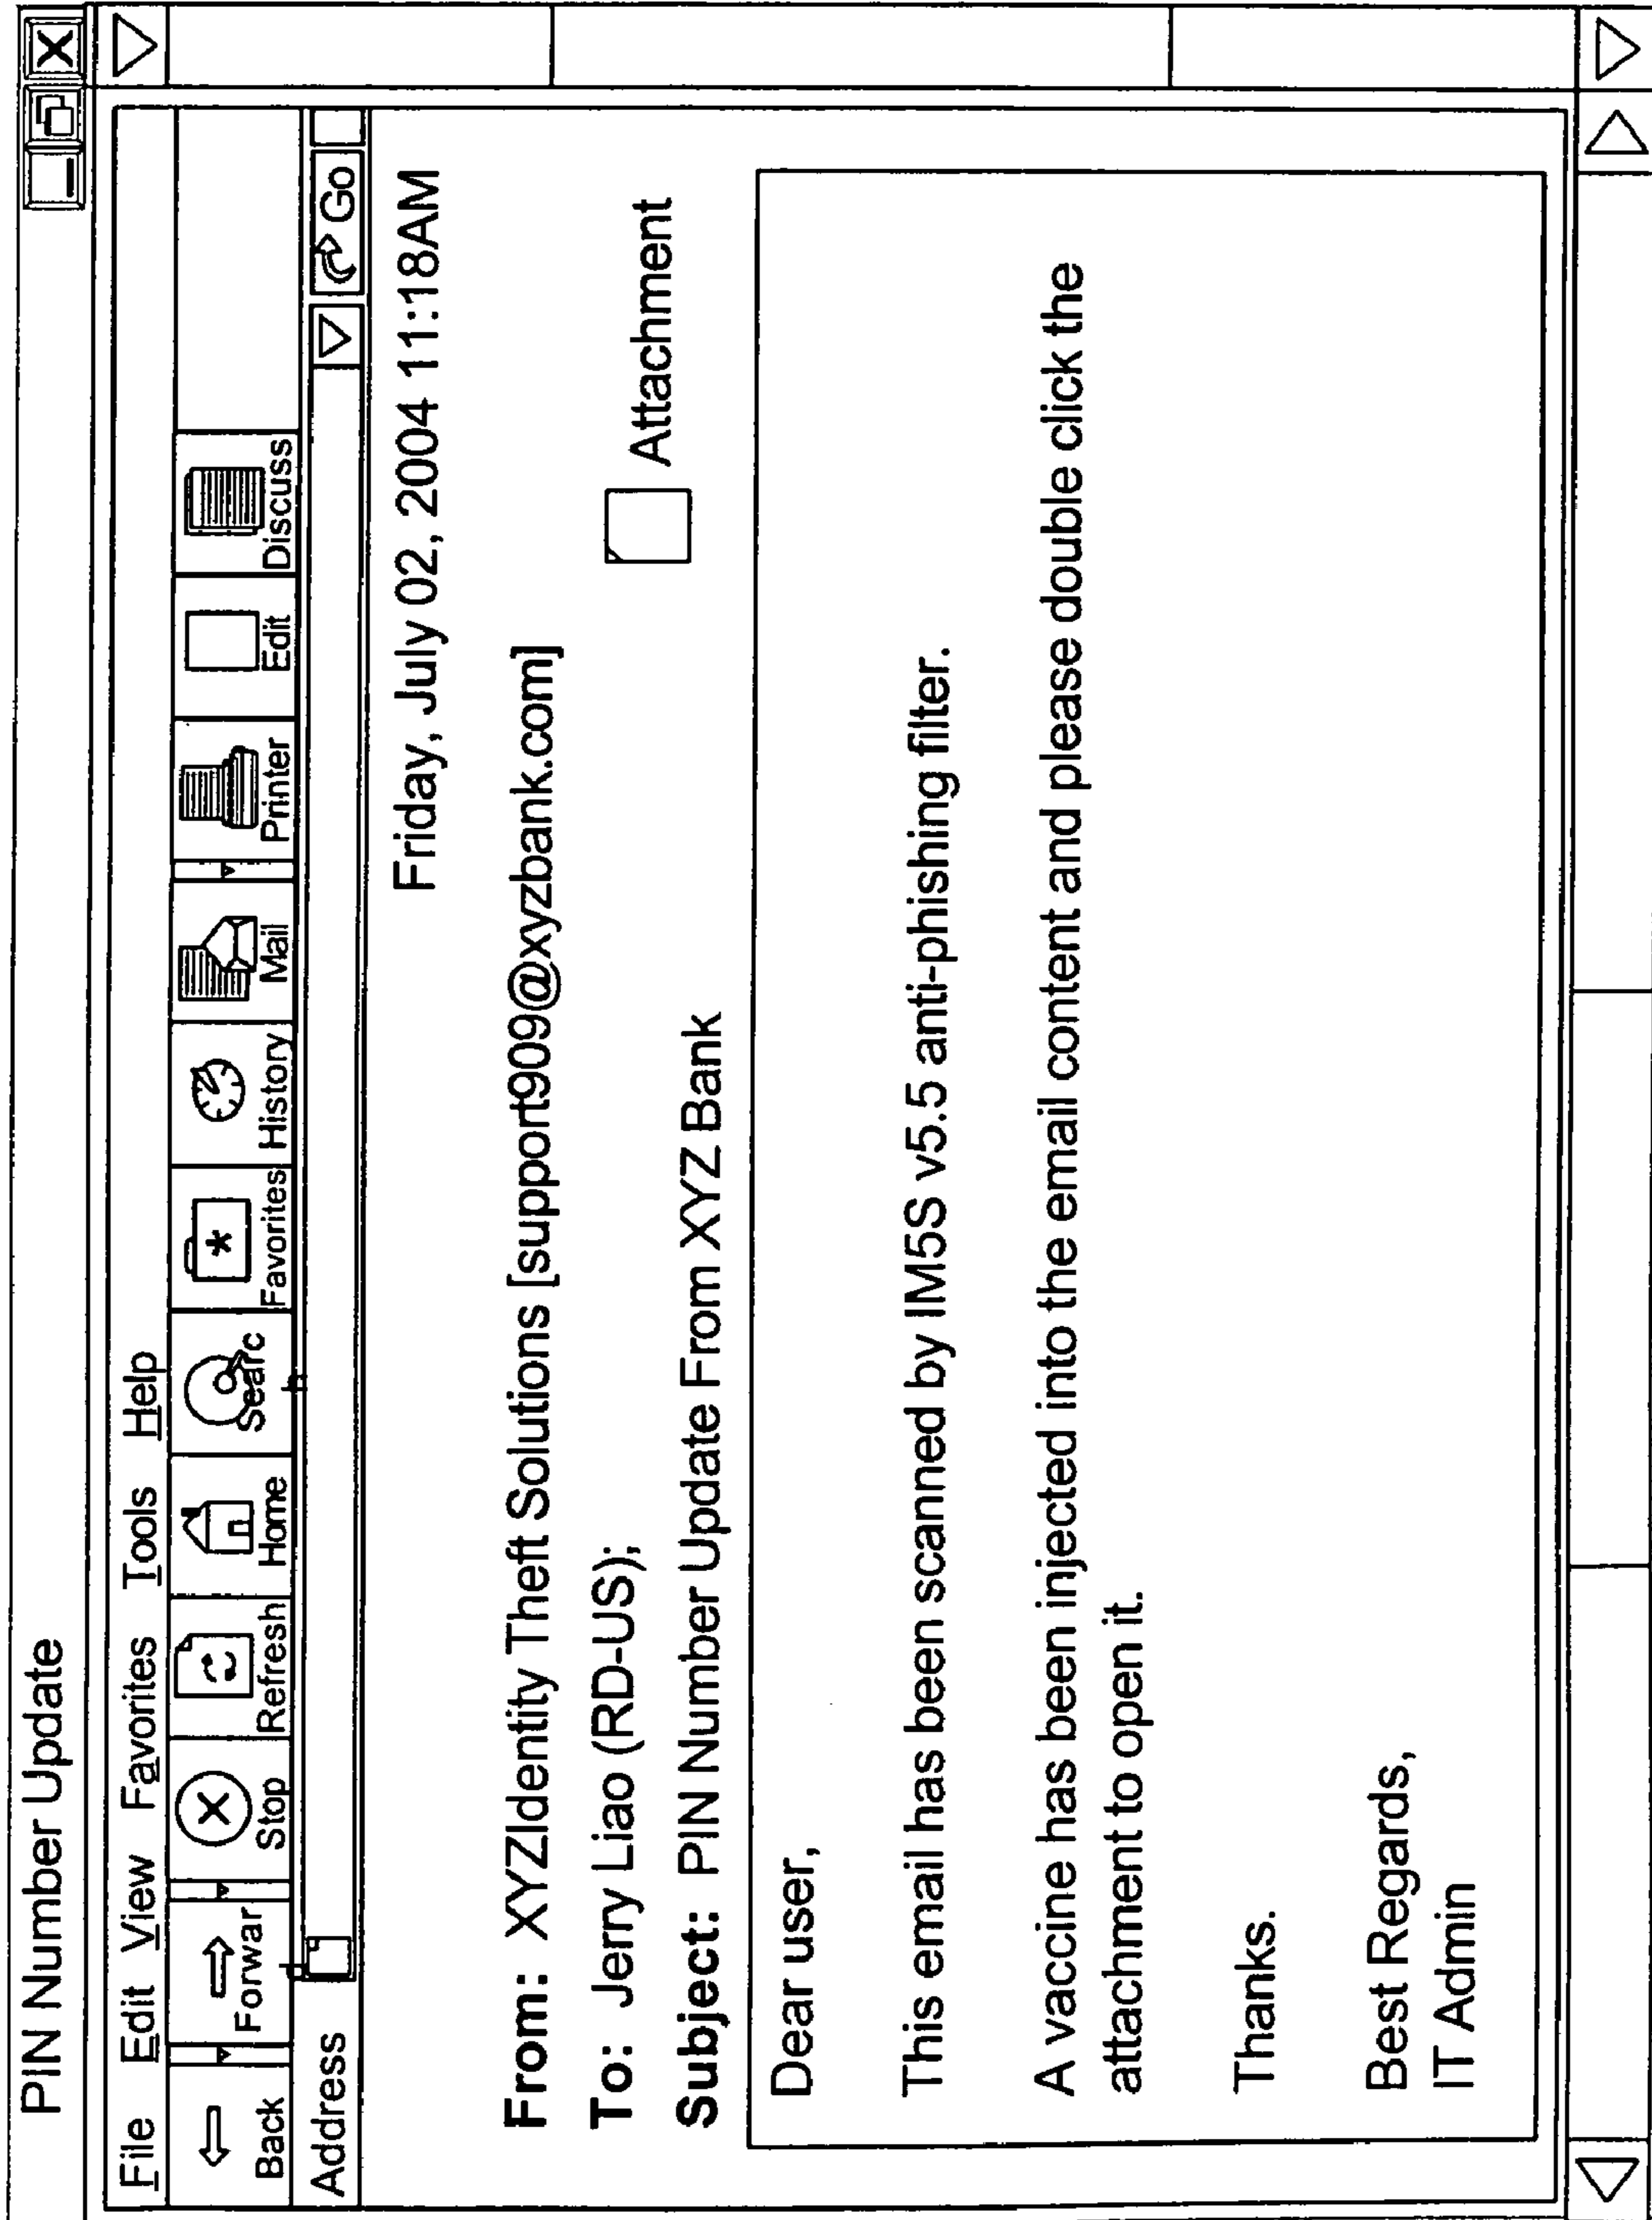 PIN Number Update
File Edit View Favorites Tools Help
Back Forwar Stop Refresh Home Searc Favorites History Mail Printer Edit Discuss
Address Go
Friday, July 02, 2004 11:18AM
From: XYZIdentity Theft Solutions [support909@xyzbank.com]
To: Jerry Liao (RD-US);
Attachment
Subject: PIN Number Update From XYZ Bank
Dear user,
This email has been scanned by IM5S v5.5 anti-phishing filter.
A vaccine has been injected into the email content and please double click the
attachment to open it.
Thanks.
Best Regards,
IT Admin